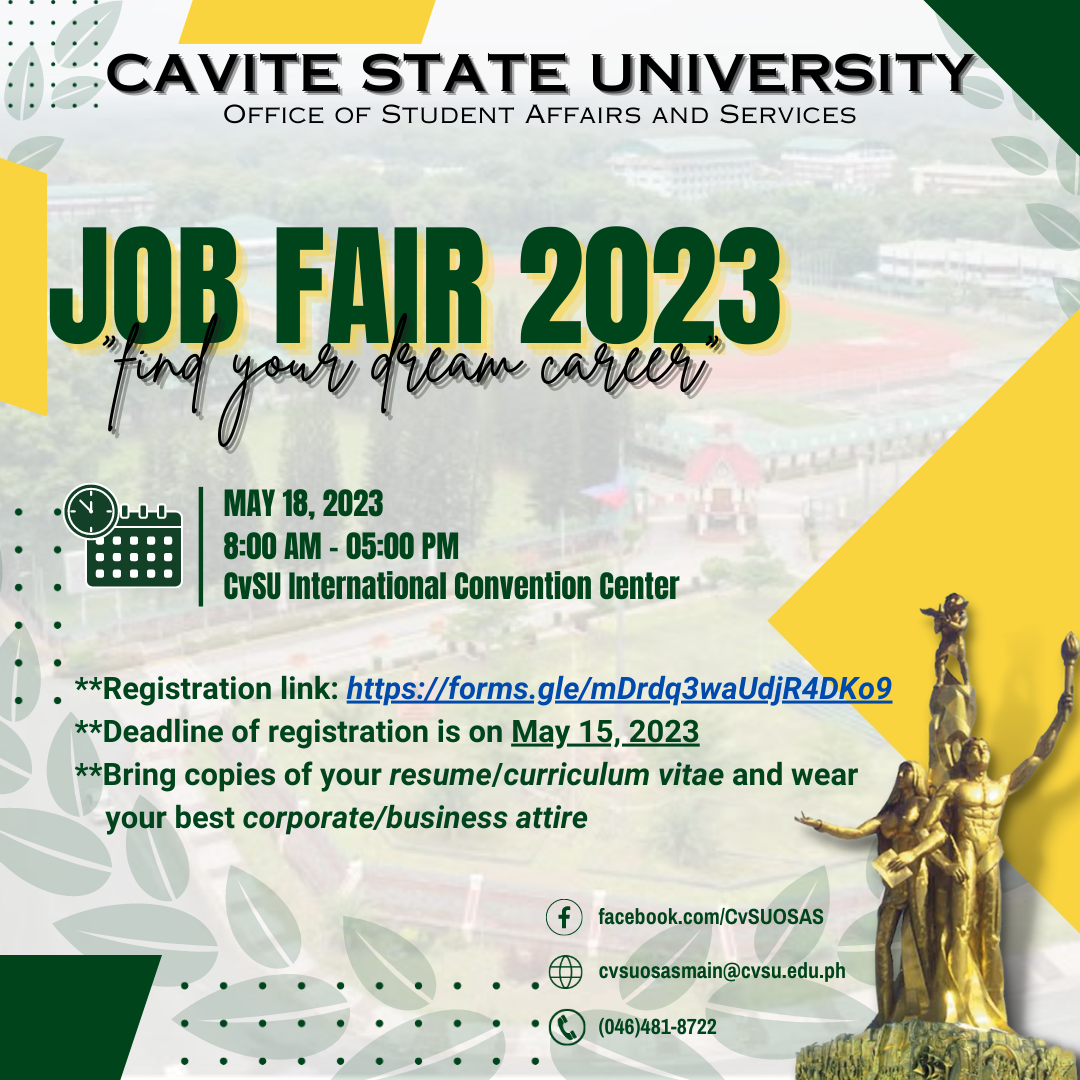 CAVITE STATE UNIVERSITY
OFFICE OF STUDENT AFFAIRS AND SERVICES
JOB FAIR 2023
"find your dream career"
MAY 18, 2023
8:00 AM - 05:00 PM
CvSU International Convention Center
**Registration link: https://forms.gle/mDrdq3waUdjR4DKo9
**Deadline of registration is on May 15, 2023
**Bring copies of your resume/curriculum vitae and wear
your best corporate/business attire
facebook.com/CvSUOSAS
cvsuosasmain@cvsu.edu.ph
(046)481-8722